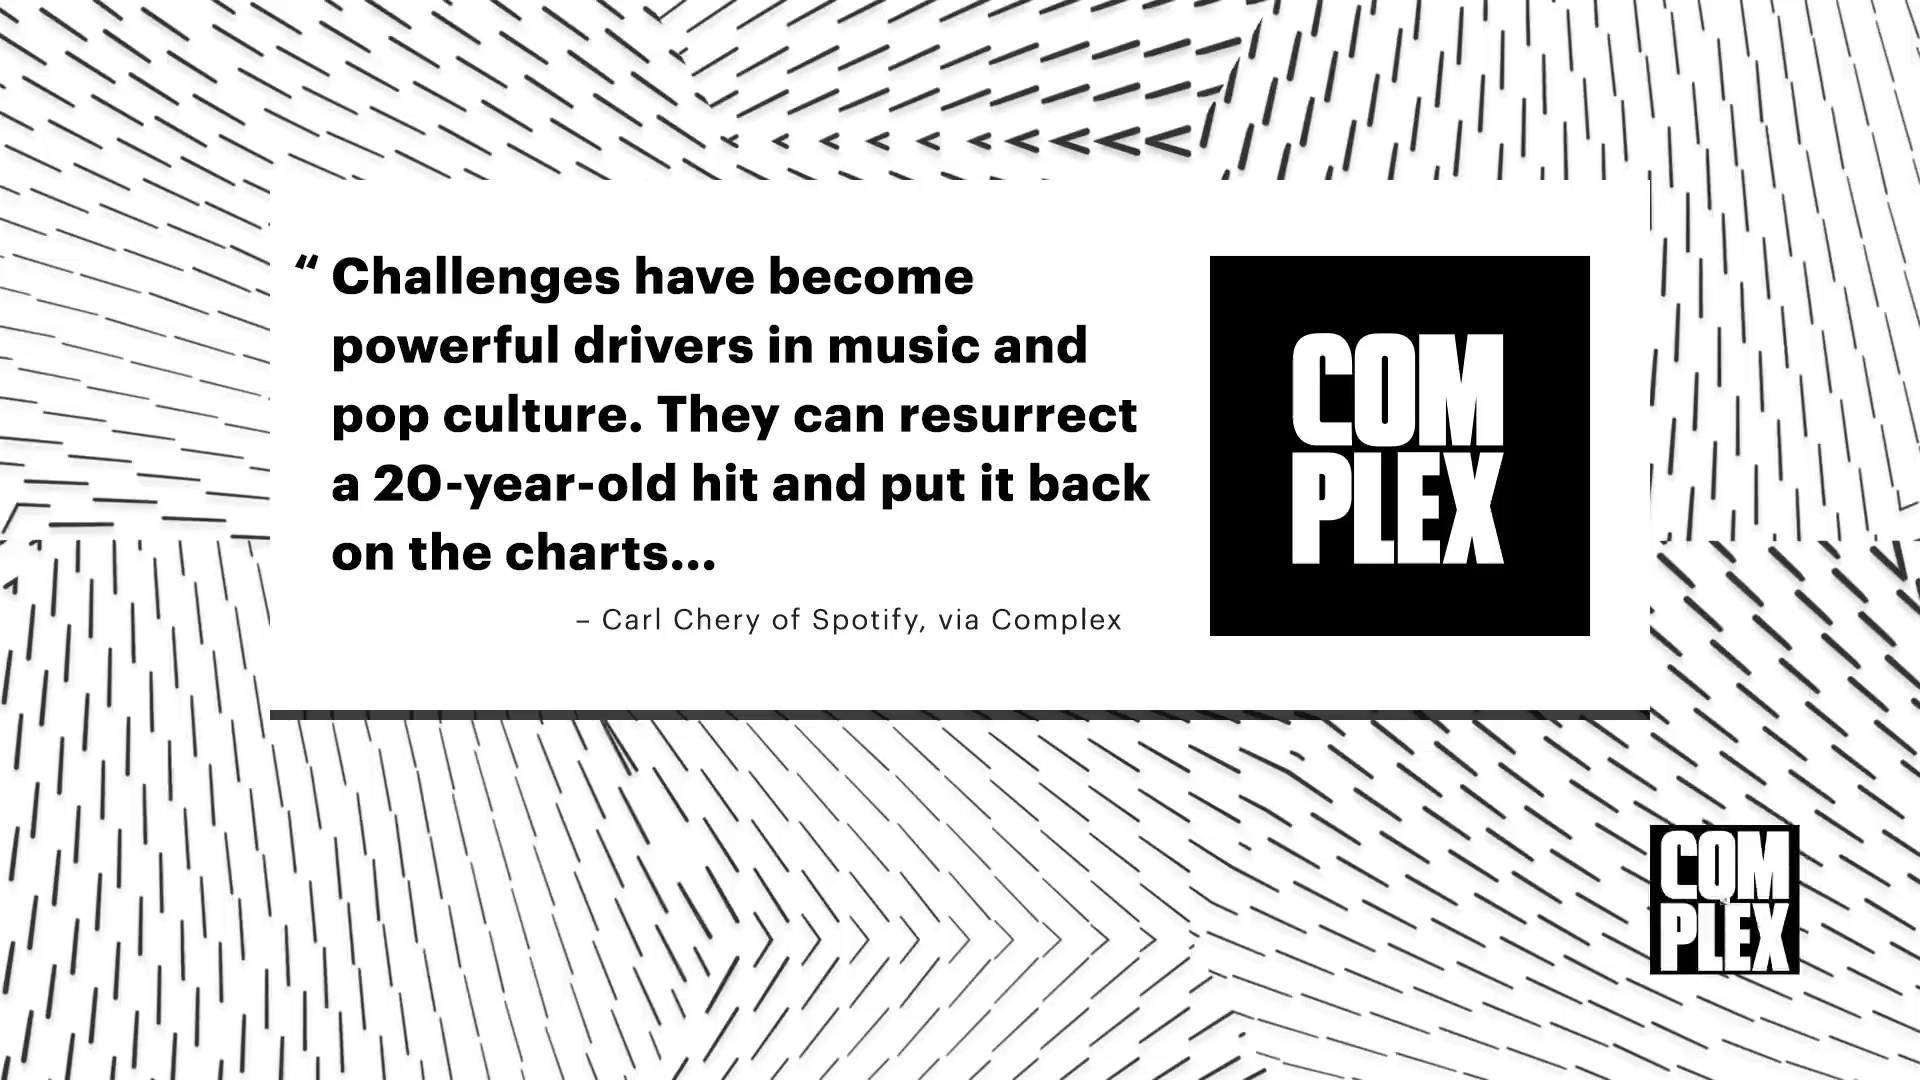 “ Challenges have become
powerful drivers in music and
pop culture. They can resurrect
a 20-year-old hit and put it back
on the charts...
– Carl Chery of Spotify, via Complex
COM
PLEX
COM
PLEX